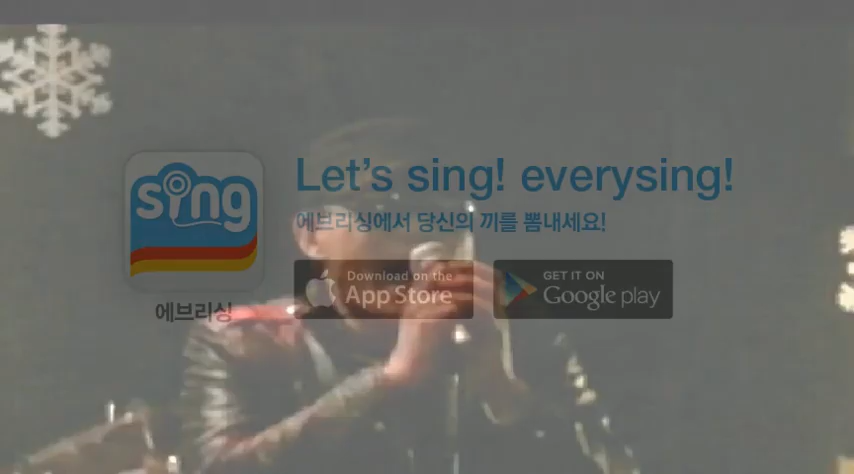 sing
에브리싱
Let's sing! everysing!
에브리싱에서 당신의 끼를 뽐내세요!
Download on the
App Store
GET IT ON
Google play